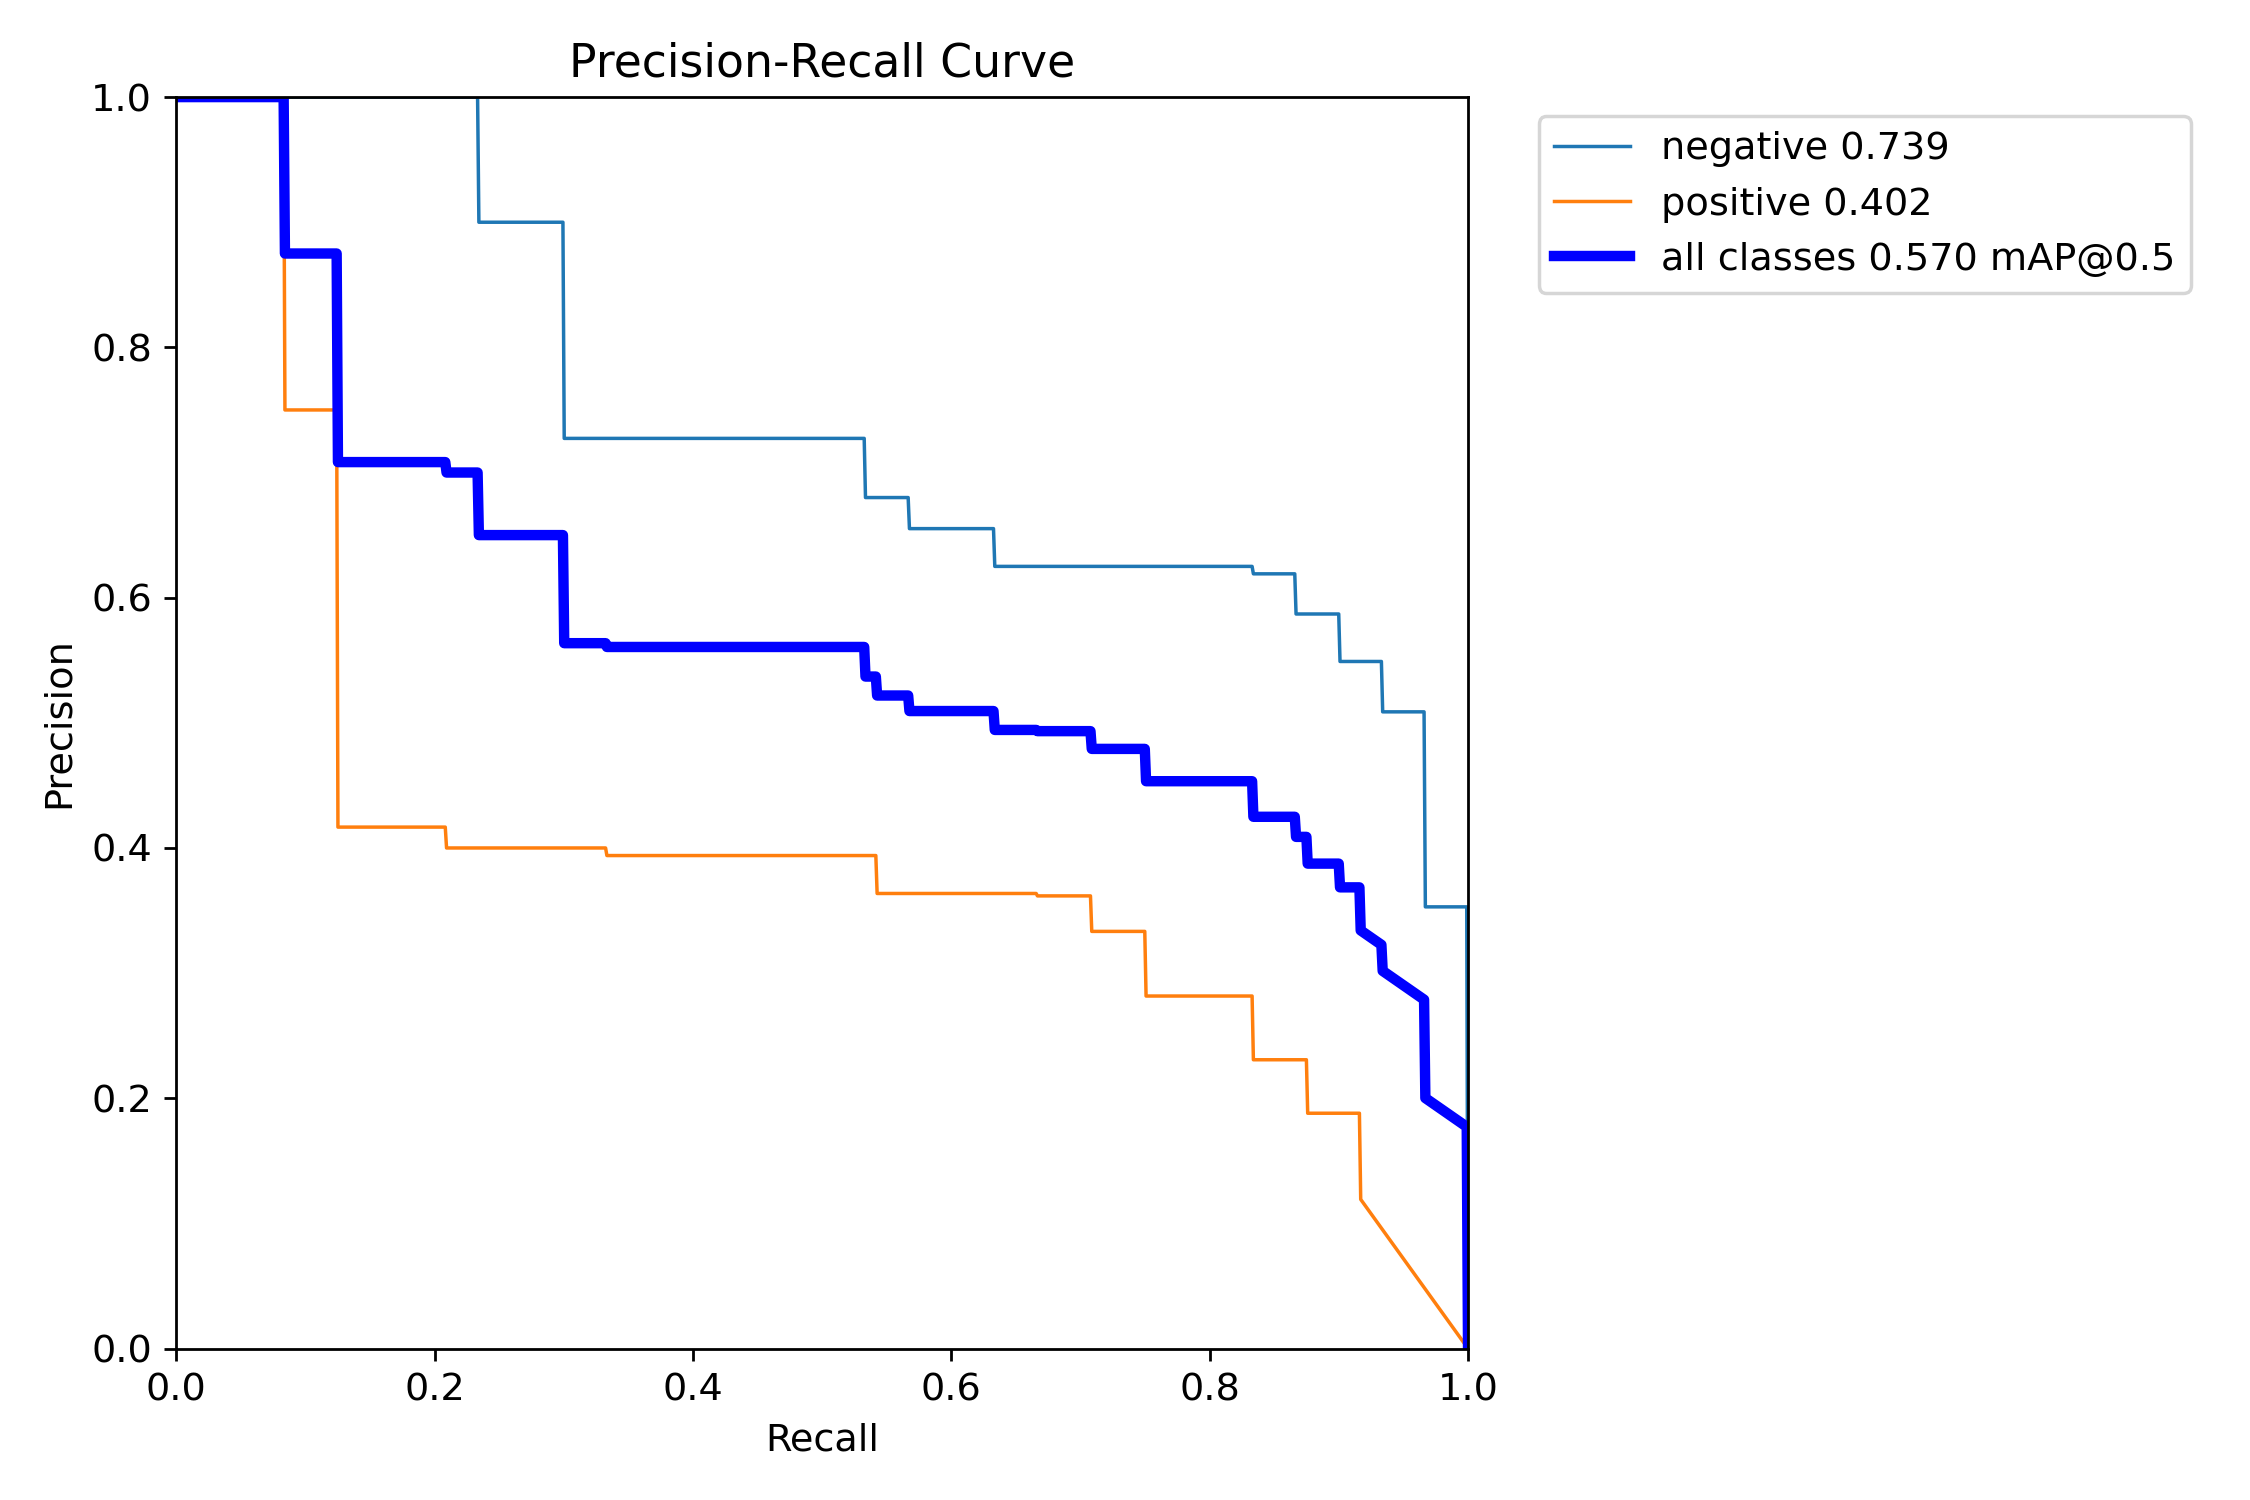 Precision-Recall Curve
negative 0.739
positive 0.402
all classes 0.570 mAP@0.5
Precision
1.0
0.8
0.6
0.4
0.2
0.0
0.0 0.2 0.4 0.6 0.8 1.0
Recall